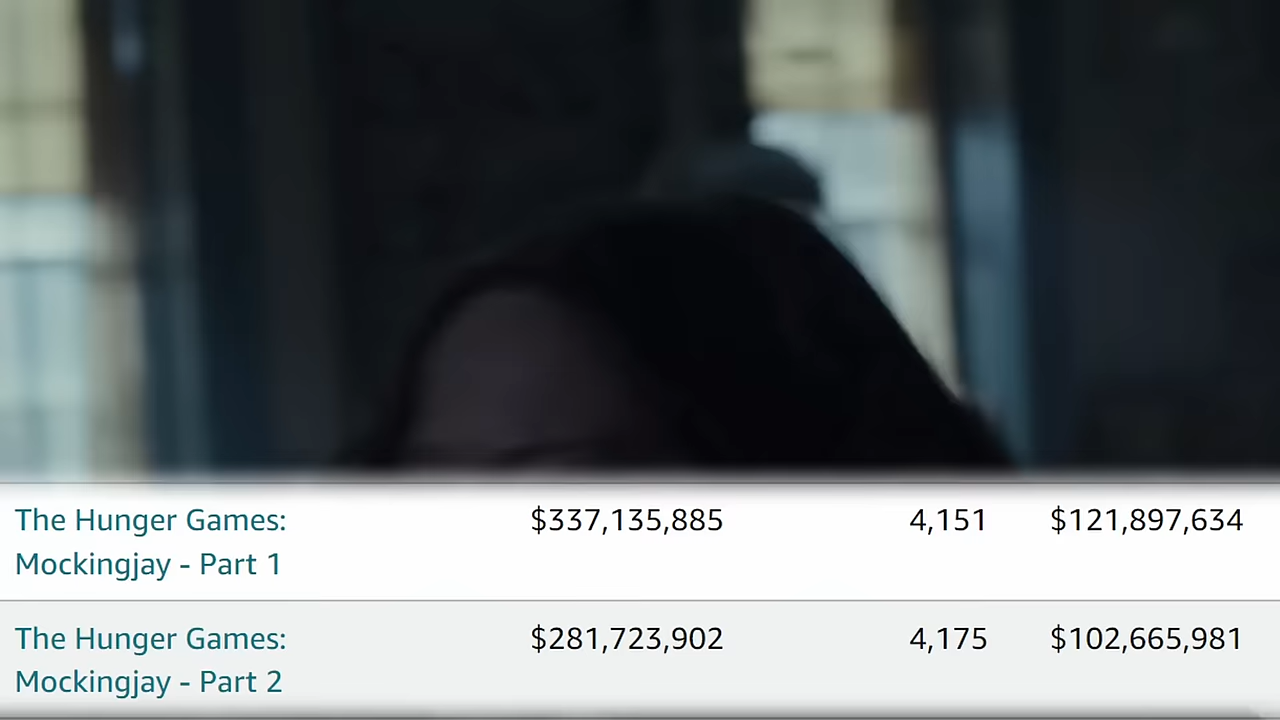 The Hunger Games: $337,135,885 4,151 $121,897,634
Mockingjay - Part 1
The Hunger Games: $281,723,902 4,175 $102,665,981
Mockingjay - Part 2